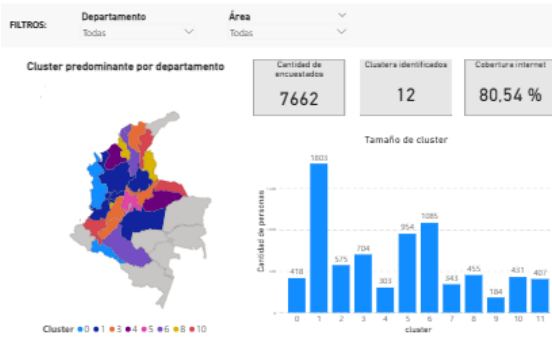 FILTROS:
Departamento
Todas
Área
Todas
Cluster predominante por departamento
Cantidad de
encuestados
7662
Clusters identificados
12
Cobertura internet
80,54 %
Tamaño de cluster
Cantidad de personas
418
1803
575
704
303
954
1085
343
455
184
431
407
0 1 2 3 4 5 6 7 8 9 10 11
cluster
Cluster 0 1 3 4 5 6 8 10